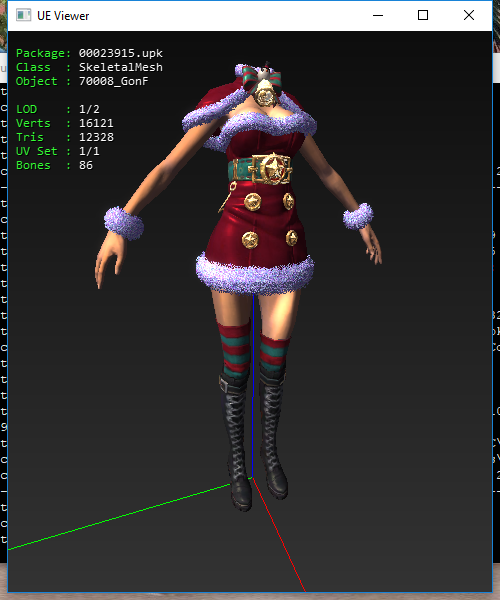 UE Viewer
Package: 00023915.upk
Class : SkeletalMesh
Object : 70008_GonF
LOD : 1/2
Verts : 16121
Tris : 12328
UV Set : 1/1
Bones : 86